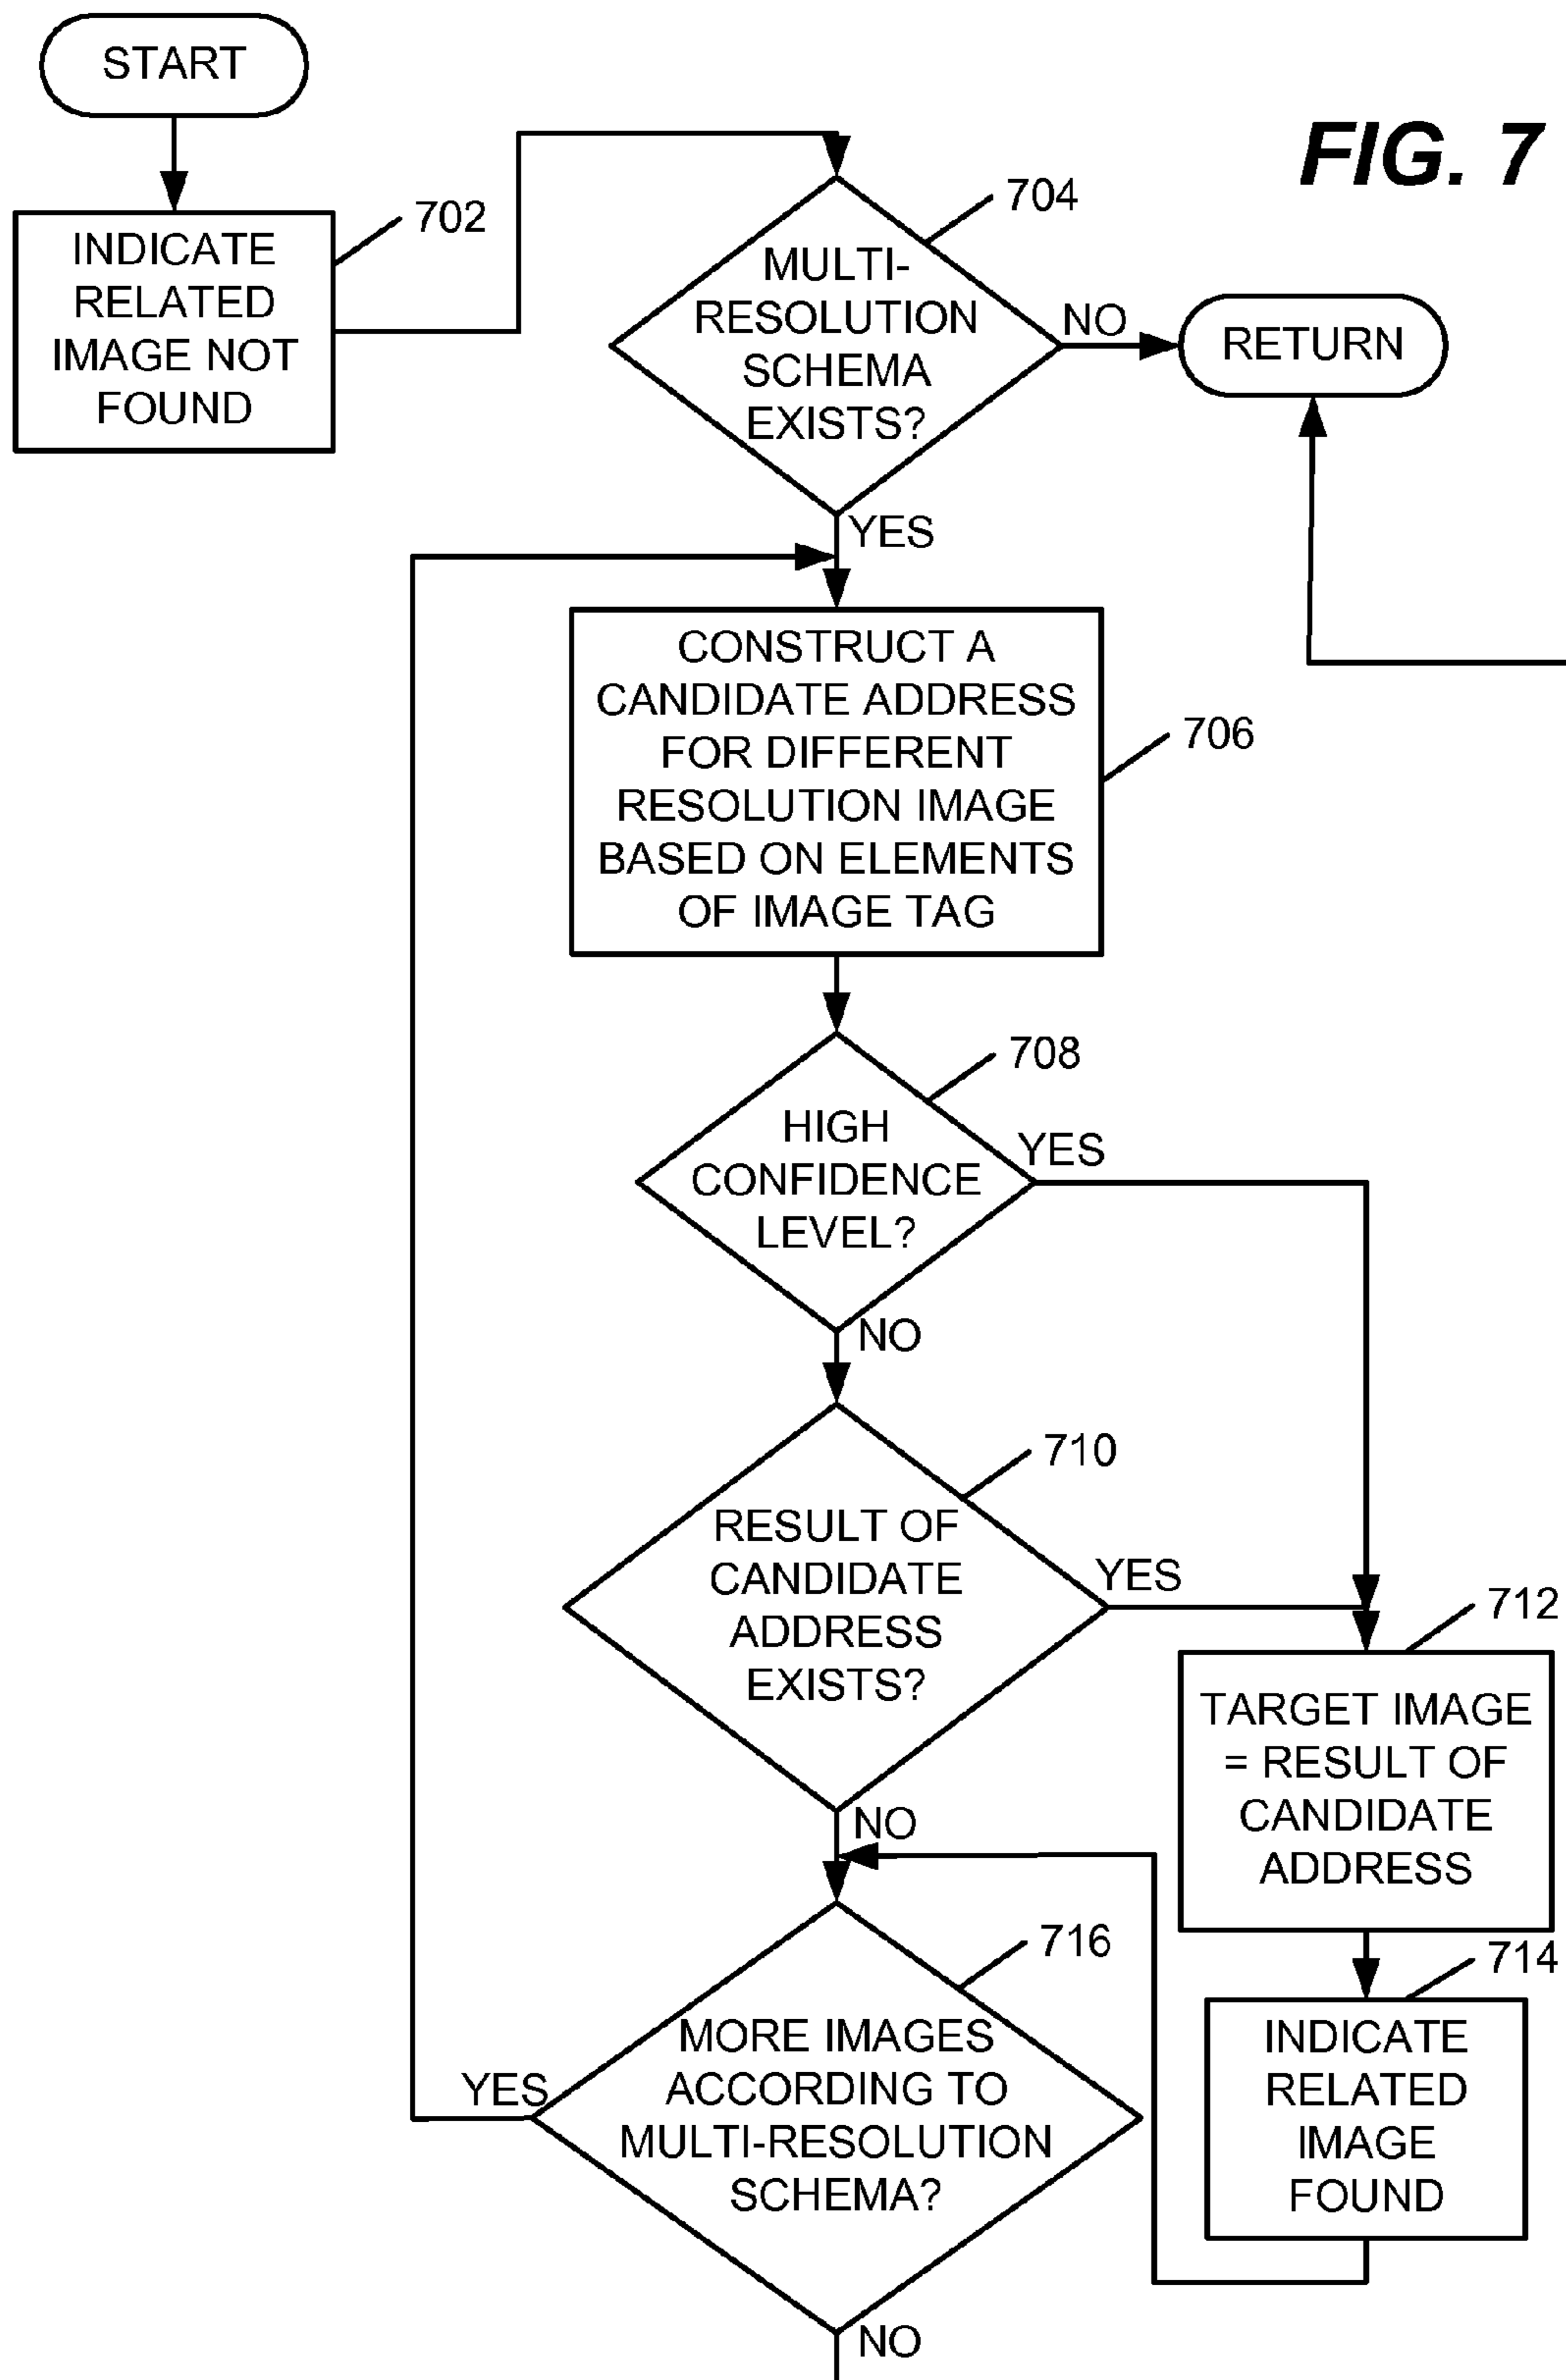 START
FIG. 7
702
INDICATE
RELATED
IMAGE NOT
FOUND
704
MULTI-
RESOLUTION
SCHEMA
EXISTS?
NO
RETURN
YES
CONSTRUCT A
CANDIDATE ADDRESS
FOR DIFFERENT
RESOLUTION IMAGE
BASED ON ELEMENTS
OF IMAGE TAG
706
708
HIGH
CONFIDENCE
LEVEL?
YES
NO
710
RESULT OF
CANDIDATE
ADDRESS
EXISTS?
YES
NO
712
TARGET IMAGE
= RESULT OF
CANDIDATE
ADDRESS
714
INDICATE
RELATED
IMAGE
FOUND
716
MORE IMAGES
ACCORDING TO
MULTI-RESOLUTION
SCHEMA?
YES
NO